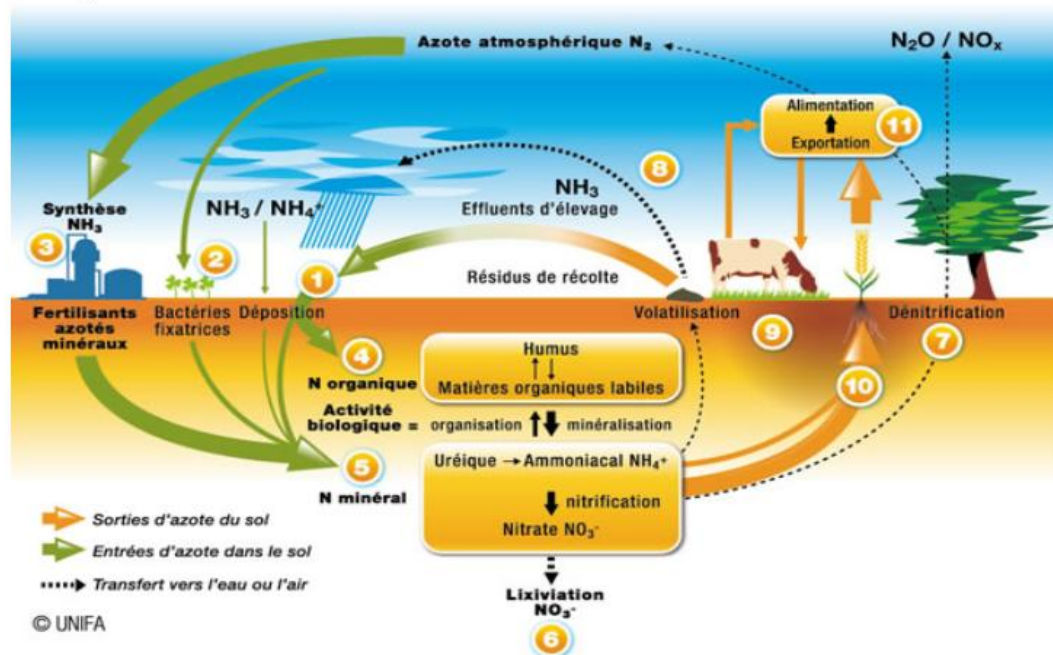 Azote atmosphérique N₂
N₂O / NOₓ
Alimentation
11
Exportation
8
NH₃
Effluents d'élevage
Synthèse
NH₃
3
NH₃ / NH₄⁺
2
1
Résidus de récolte
Fertilisants
azotés
minéraux
Bactéries
fixatrices
Déposition
Volatilisation
9
Dénitrification
7
4
N organique
Humus
Matières organiques labiles
10
Activité
biologique = organisation minéralisation
5
N minéral
Uréique → Ammoniacal NH₄⁺
nitrification
Nitrate NO₃⁻
Sorties d'azote du sol
Entrées d'azote dans le sol
Transfert vers l'eau ou l'air
Lixiviation
NO₃⁻
6
© UNIFA